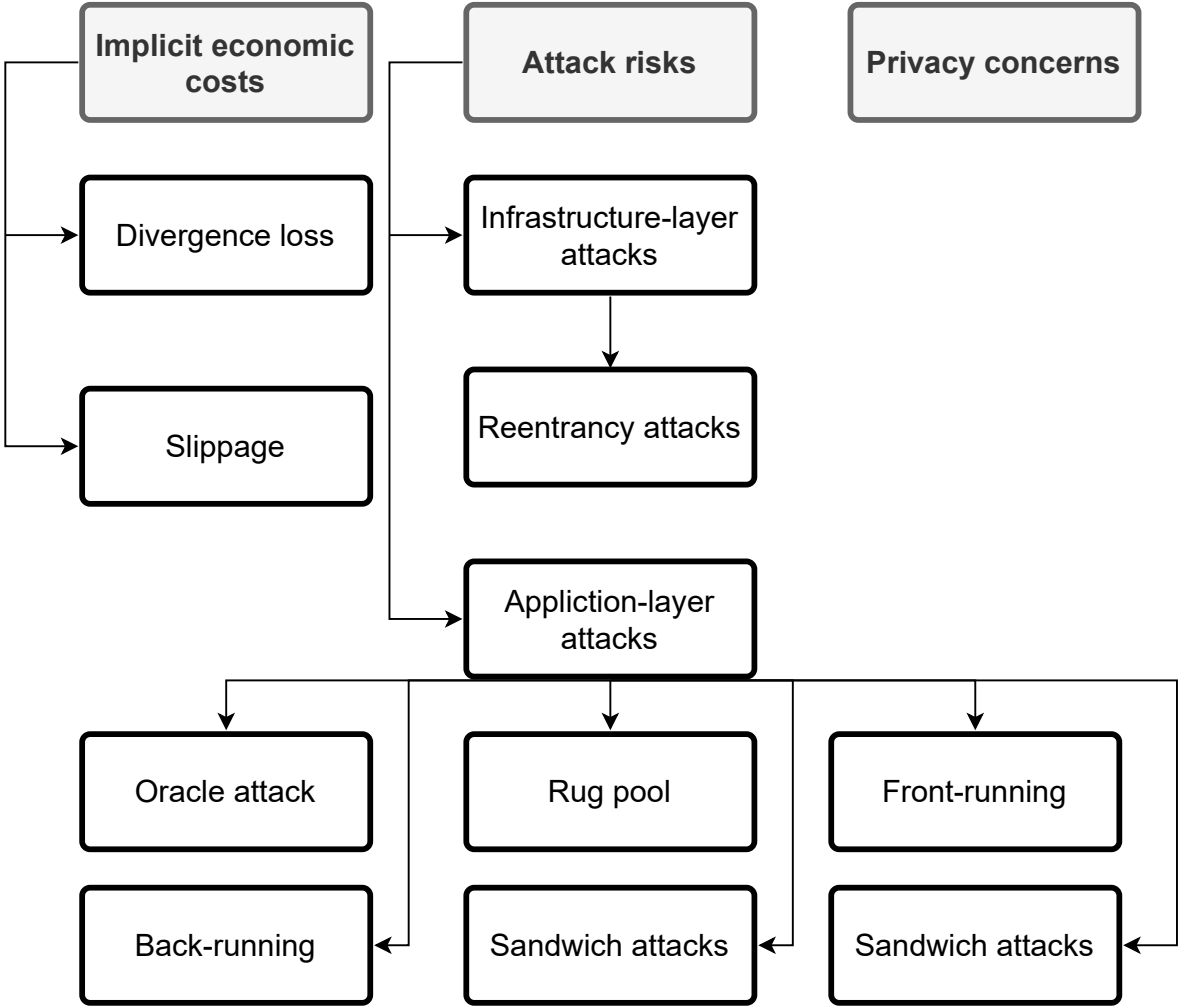 Implicit economic
costs
Attack risks
Privacy concerns
Divergence loss
Infrastructure-layer
attacks
Slippage
Reentrancy attacks
Appliction-layer
attacks
Oracle attack
Rug pool
Front-running
Back-running
Sandwich attacks
Sandwich attacks